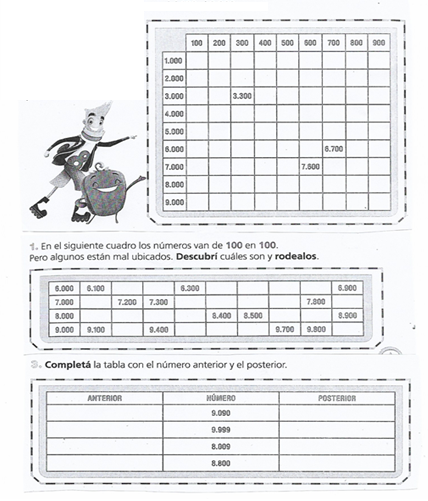 100 200 300 400 500 600 700 800 900
1.000
2.000
3.000 3.300
4.000
5.000
6.000 6.700
7.000 7.500
8.000
9.000
1. En el siguiente cuadro los números van de 100 en 100.
Pero algunos están mal ubicados. Descubrí cuáles son y rodealos.
6.000 6.100 6.300 6.900
7.000 7.200 7.300 7.800
8.000 8.400 8.500 8.900
9.000 9.100 9.400 9.700 9.800
3. Completá la tabla con el número anterior y el posterior.
ANTERIOR NÚMERO POSTERIOR
9.090
9.999
8.009
8.800